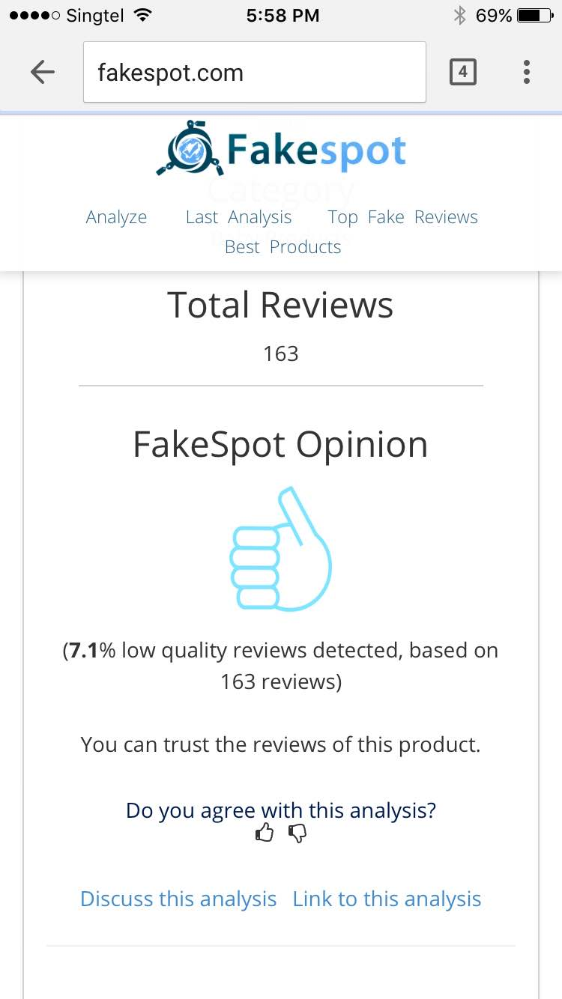 Singtel 5:58 PM 69%
fakespot.com 4
Fakespot
Category
Analyze Last Analysis Top Fake Reviews
Best Products
Total Reviews
163
FakeSpot Opinion
(7.1% low quality reviews detected, based on
163 reviews)
You can trust the reviews of this product.
Do you agree with this analysis?
Discuss this analysis Link to this analysis